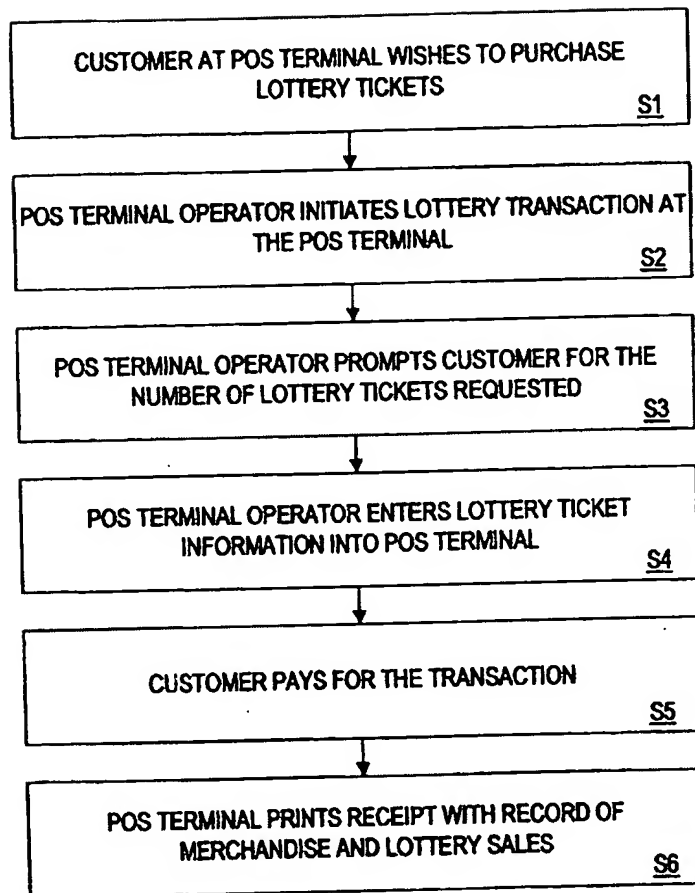 CUSTOMER AT POS TERMINAL WISHES TO PURCHASE
LOTTERY TICKETS
S1
POS TERMINAL OPERATOR INITIATES LOTTERY TRANSACTION AT
THE POS TERMINAL
S2
POS TERMINAL OPERATOR PROMPTS CUSTOMER FOR THE
NUMBER OF LOTTERY TICKETS REQUESTED
S3
POS TERMINAL OPERATOR ENTERS LOTTERY TICKET
INFORMATION INTO POS TERMINAL
S4
CUSTOMER PAYS FOR THE TRANSACTION
S5
POS TERMINAL PRINTS RECEIPT WITH RECORD OF
MERCHANDISE AND LOTTERY SALES
S6